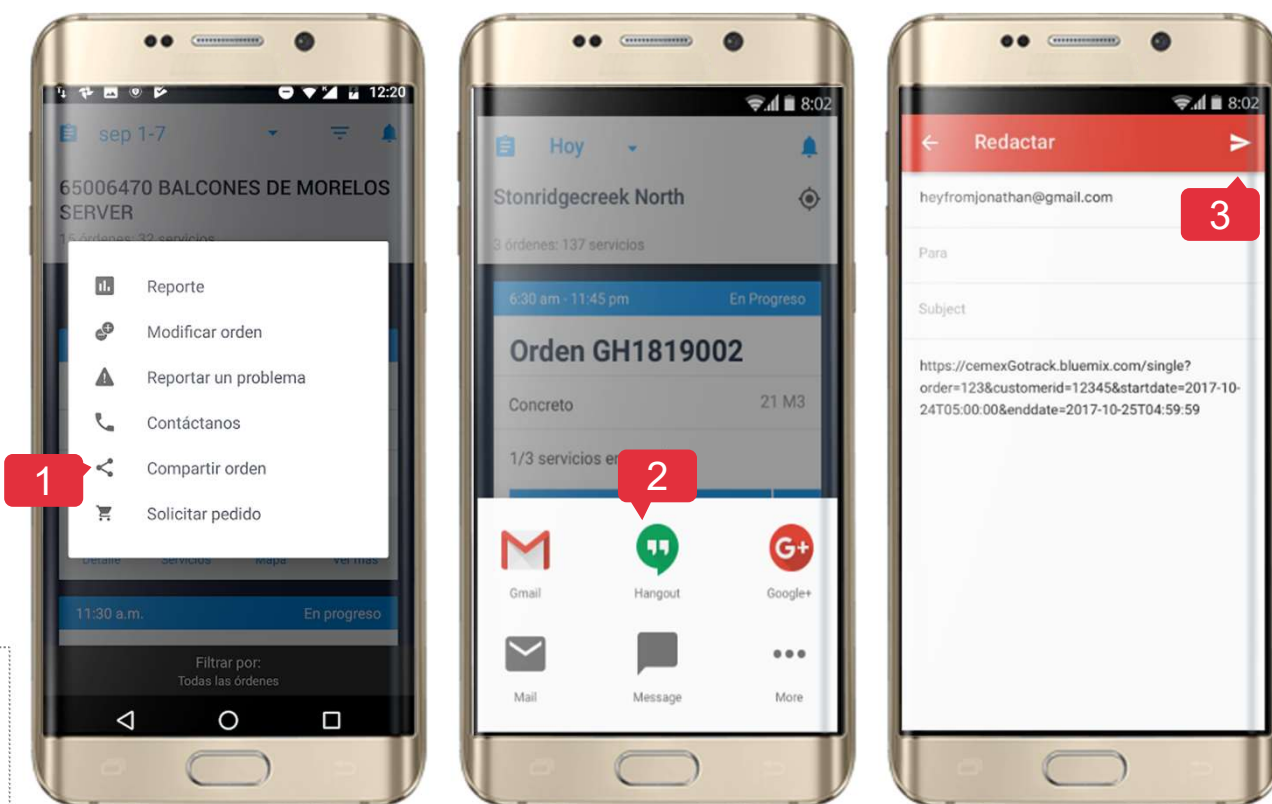 12:20
sep 1-7
65006470 BALCONES DE MORELOS
SERVER
16 órdenes: 32 servicios
Reporte
Modificar orden
Reportar un problema
Contáctanos
1
Compartir orden
Solicitar pedido
Detalle Servicios Mapa Ver más
11:30 a.m. En progreso
Filtrar por:
Todas las órdenes
8:02
Hoy
Stonridgecreek North
3 órdenes: 137 servicios
6:30 am - 11:45 pm En Progreso
Orden GH1819002
Concreto 21 M3
1/3 servicios
2
G+
Gmail Hangout Google+
Mail Message More
8:02
Redactar
heyfromjonathan@gmail.com
3
Para
Subject
https://cemexGotrack.bluemix.com/single?
order=123&customerid=12345&startdate=2017-10-
24T05:00:00&enddate=2017-10-25T04:59:59